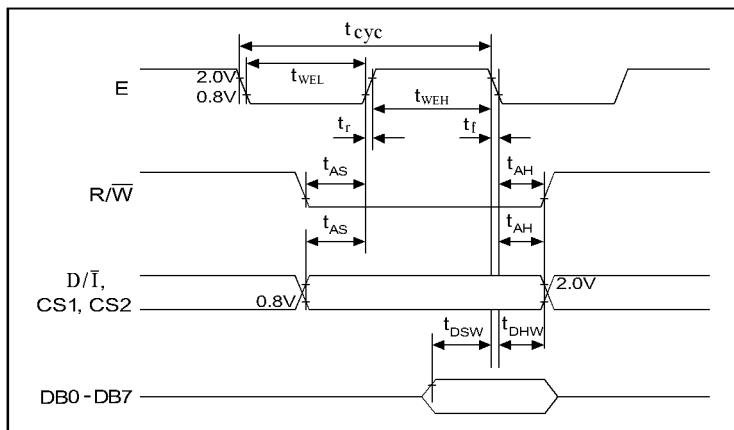 tcyc
tWEL
2.0V
E
0.8V
tWEH
tr
tf
tAS
tAH
R/W̅
tAS
tAH
D/I̅,
CS1, CS2
0.8V
2.0V
tDSW
tDHW
DB0-DB7